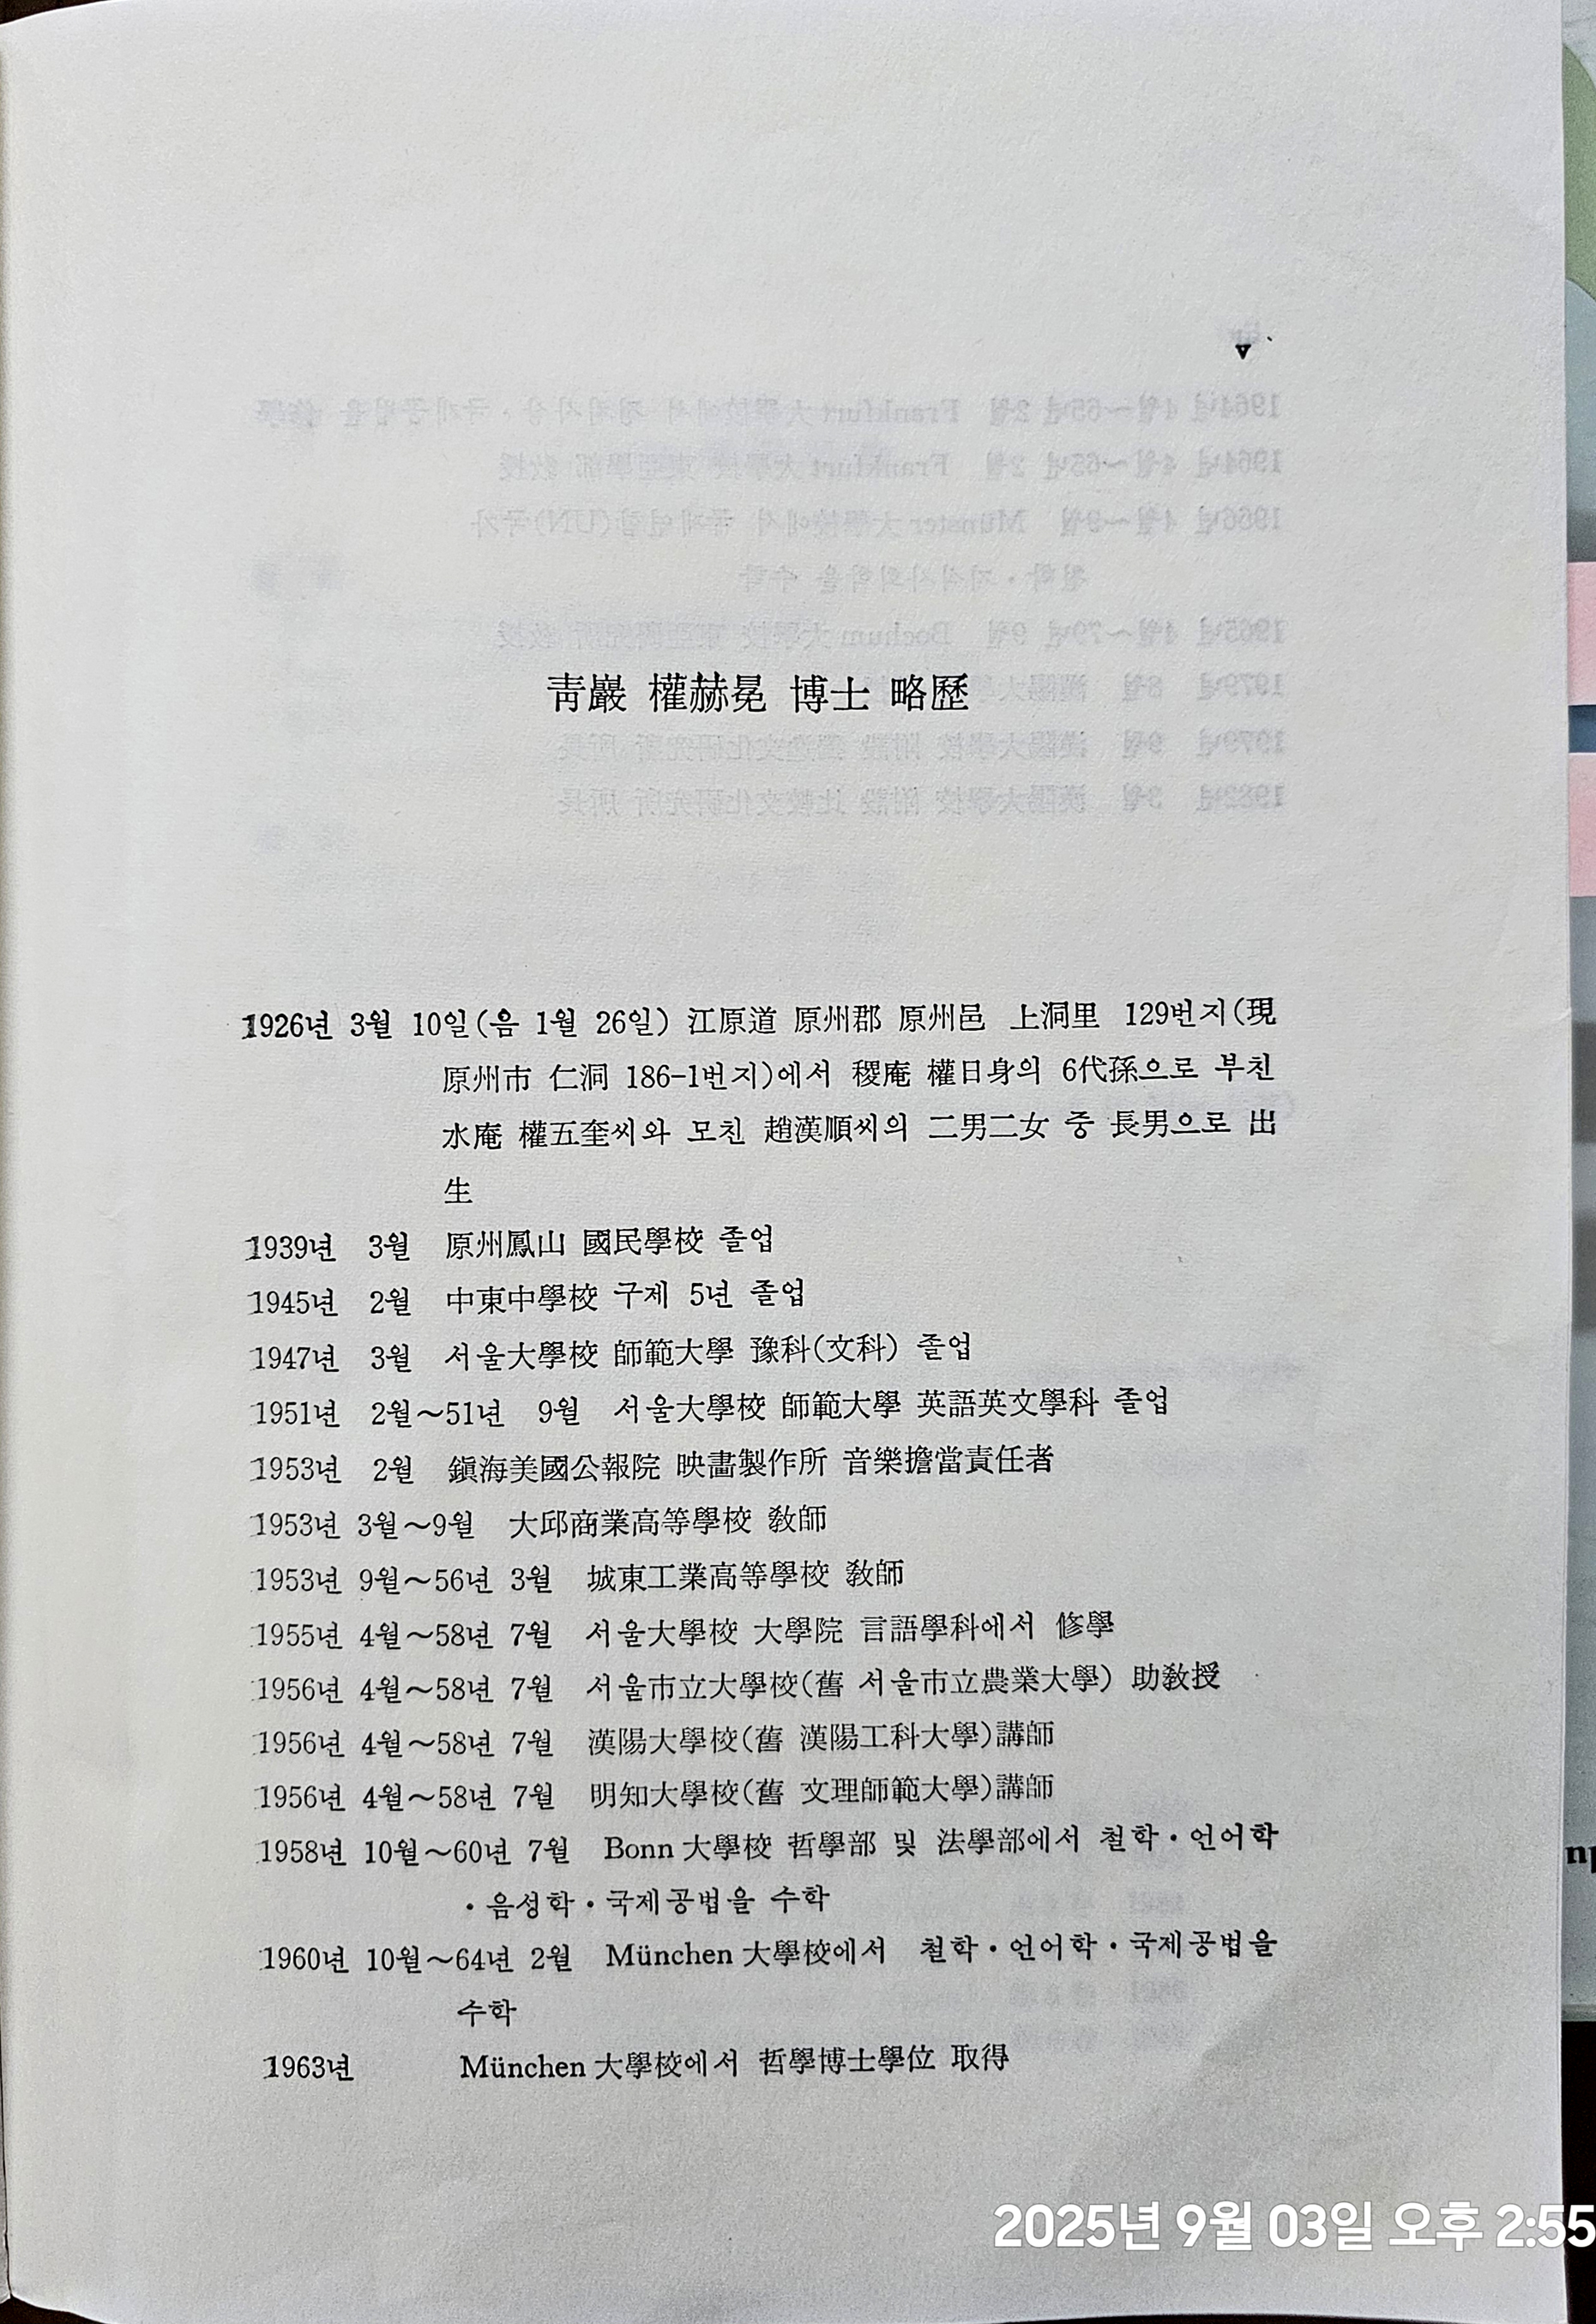 靑巖 權赫冕 博士 略歷
1926년 3월 10일(음 1월 26일) 江原道 原州郡 原州邑 上洞里 129번지(現
原州市 仁洞 186-1번지)에서 稷庵 權日身의 6代孫으로 부친
水庵 權五奎씨와 모친 趙漢順씨의 二男二女 중 長男으로 出
生
1939년 3월 原州鳳山 國民學校 졸업
1945년 2월 中東中學校 구제 5년 졸업
1947년 3월 서울大學校 師範大學 豫科(文科) 졸업
1951년 2월~51년 9월 서울大學校 師範大學 英語英文學科 졸업
1953년 2월 鎭海美國公報院 映畵製作所 音樂擔當責任者
1953년 3월~9월 大邱商業高等學校 敎師
1953년 9월~56년 3월 城東工業高等學校 敎師
1955년 4월~58년 7월 서울大學校 大學院 言語學科에서 修學
1956년 4월~58년 7월 서울市立大學校(舊 서울市立農業大學) 助敎授
1956년 4월~58년 7월 漢陽大學校(舊 漢陽工科大學)講師
1956년 4월~58년 7월 明知大學校(舊 文理師範大學)講師
1958년 10월~60년 7월 Bonn 大學校 哲學部 및 法學部에서 철학·언어학
·음성학·국제공법을 수학
1960년 10월~64년 2월 München 大學校에서 철학·언어학·국제공법을
수학
1963년 München 大學校에서 哲學博士學位 取得
2025년 9월 03일 오후 2:55